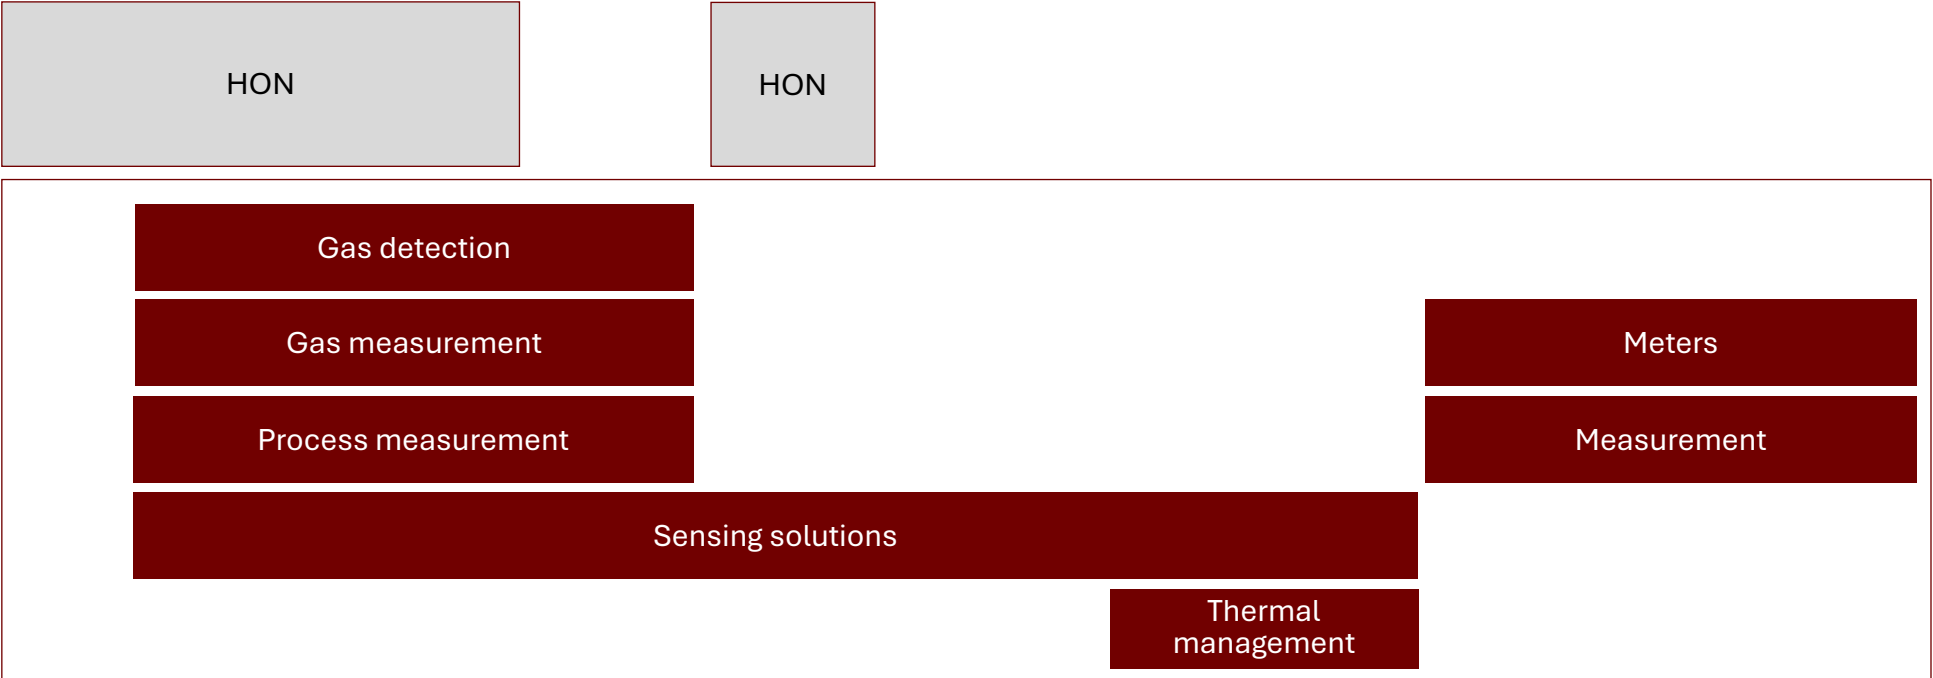 HON
HON
Gas detection
Gas measurement
Meters
Process measurement
Measurement
Sensing solutions
Thermal
management